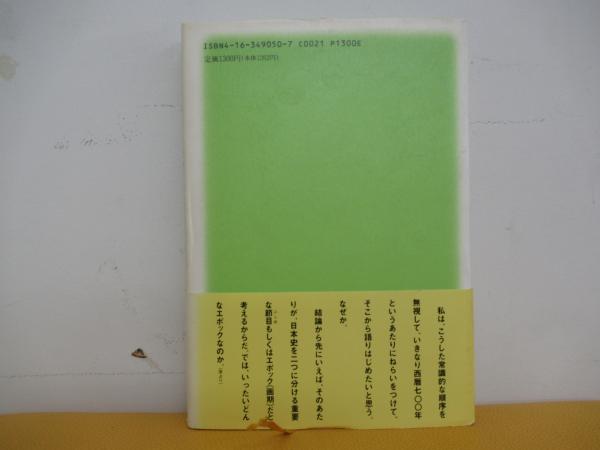 ISBN4-16-349050-7 C0021 P1300E
定価1300円(本体1262円)
私は、こうした常識的な順序を
無視して、いきなり西暦七〇〇年
というあたりにねらいをつけて、
そこから語りはじめたいと思う。
なぜか。
結論から先にいえば、そのあた
りが、日本史を二つに分ける重要
な節目もしくはエポック(画期)だと
考えるからだ。では、いったいどん
なエポックなのか。